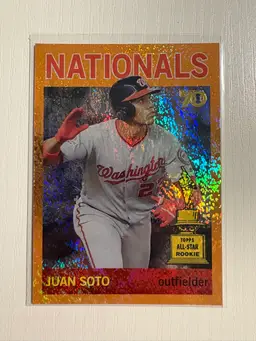 NATIONALS
70
Washington
2
TOPPS
ALL-STAR
ROOKIE
JUAN SOTO
outfielder